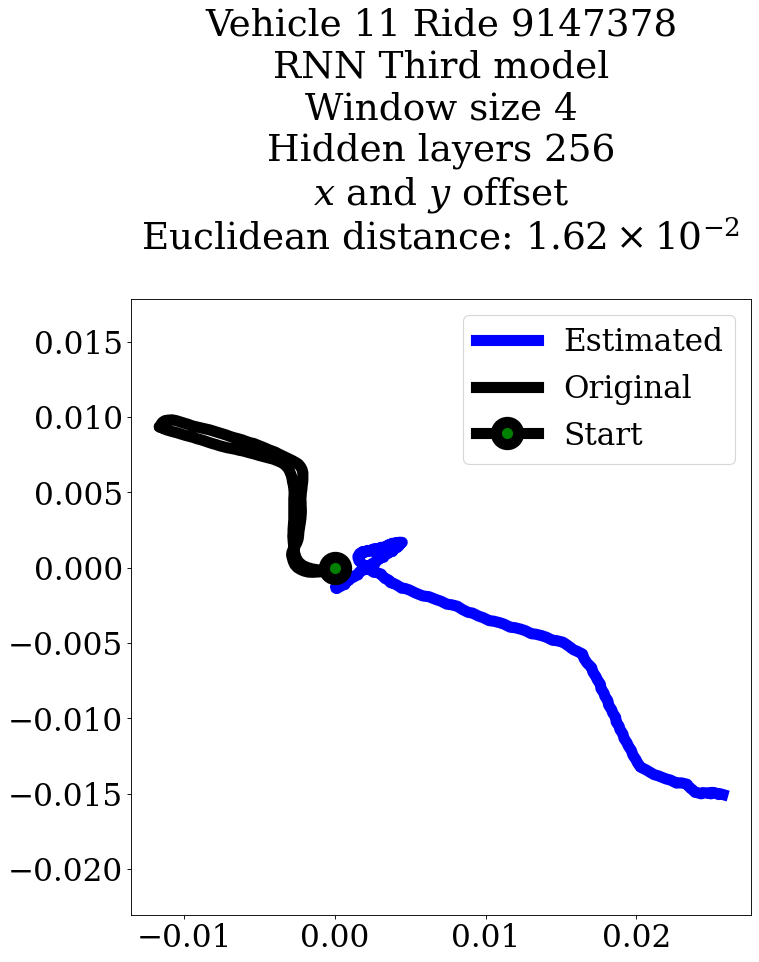 Vehicle 11 Ride 9147378
RNN Third model
Window size 4
Hidden layers 256
x and y offset
Euclidean distance: 1.62 × 10⁻²
Estimated
Original
Start
0.015
0.010
0.005
0.000
−0.005
−0.010
−0.015
−0.020
−0.01 0.00 0.01 0.02